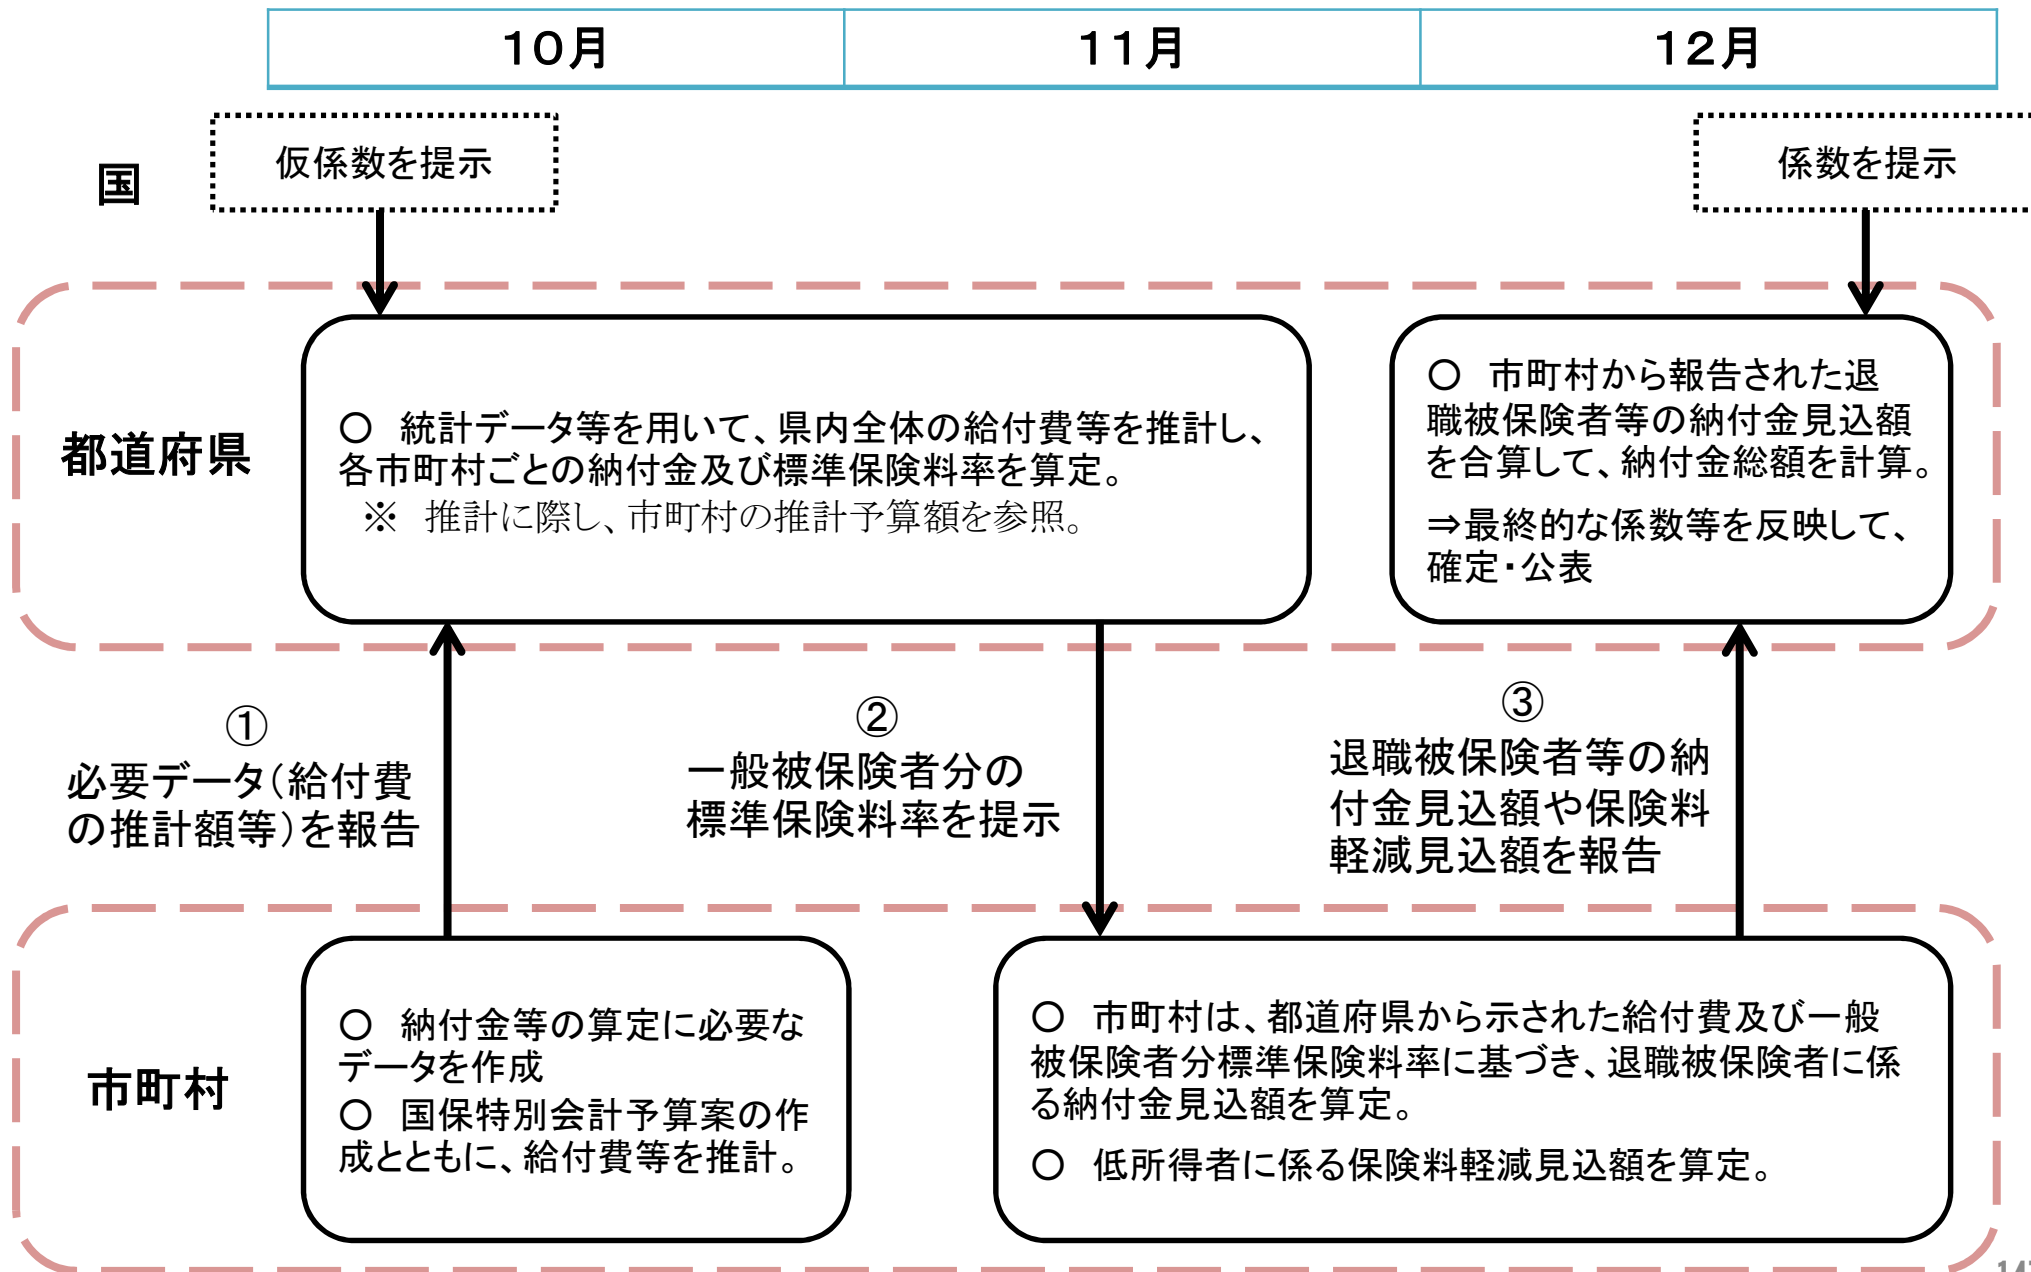 10月
11月
12月
国
仮係数を提示
係数を提示
都道府県
○　統計データ等を用いて、県内全体の給付費等を推計し、
各市町村ごとの納付金及び標準保険料率を算定。
※　推計に際し、市町村の推計予算額を参照。
○　市町村から報告された退
職被保険者等の納付金見込額
を合算して、納付金総額を計算。
⇒最終的な係数等を反映して、
確定・公表
①
必要データ（給付費
の推計額等）を報告
②
一般被保険者分の
標準保険料率を提示
③
退職被保険者等の納
付金見込額や保険料
軽減見込額を報告
市町村
○　納付金等の算定に必要な
データを作成
○　国保特別会計予算案の作
成とともに、給付費等を推計。
○　市町村は、都道府県から示された給付費及び一般
被保険者分標準保険料率に基づき、退職被保険者に係
る納付金見込額を算定。
○　低所得者に係る保険料軽減見込額を算定。